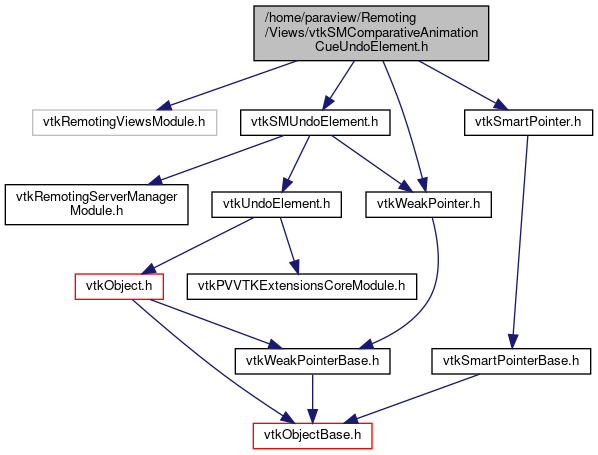 /home/paraview/Remoting
/Views/vtkSMComparativeAnimation
CueUndoElement.h
vtkRemotingViewsModule.h
vtkSMUndoElement.h
vtkSmartPointer.h
vtkRemotingServerManager
Module.h
vtkUndoElement.h
vtkWeakPointer.h
vtkObject.h
vtkPVVTKExtensionsCoreModule.h
vtkWeakPointerBase.h
vtkSmartPointerBase.h
vtkObjectBase.h